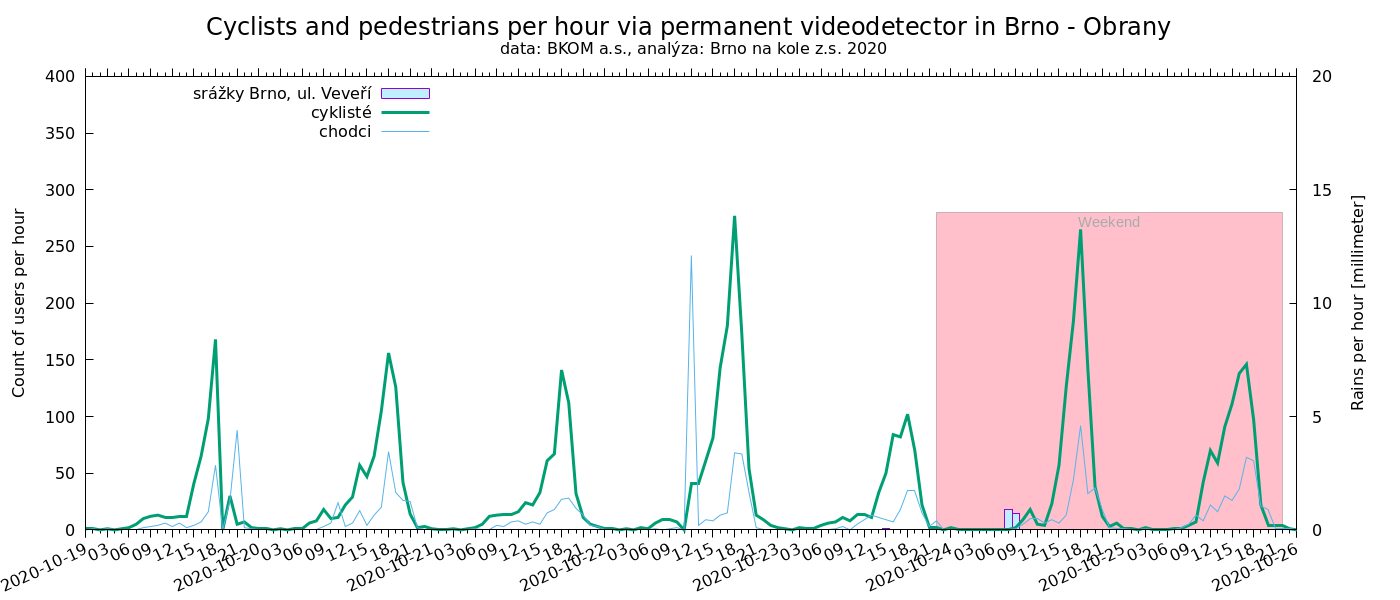 Cyclists and pedestrians per hour via permanent videodetector in Brno - Obrany
data: BKOM a.s., analýza: Brno na kole z.s. 2020
srážky Brno, ul. Veveří
cyklisté
chodci
Weekend
Count of users per hour
Rains per hour [millimeter]
400
350
300
250
200
150
100
50
0
20
15
10
5
0
2020-10-19 03 06 09 12 15 18 21 2020-10-20 03 06 09 12 15 18 21 2020-10-21 03 06 09 12 15 18 21 2020-10-22 03 06 09 12 15 18 21 2020-10-23 03 06 09 12 15 18 21 2020-10-24 03 06 09 12 15 18 21 2020-10-25 03 06 09 12 15 18 21 2020-10-26